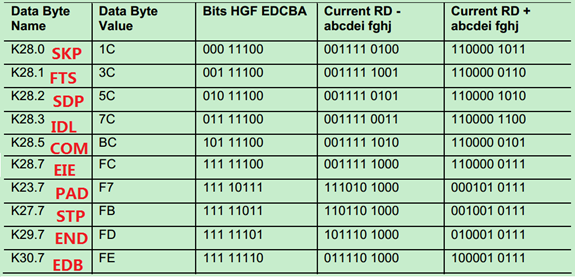 Data Byte Name Data Byte Value Bits HGF EDCBA Current RD - abcdei fghj Current RD + abcdei fghj
K28.0 SKP 1C 000 11100 001111 0100 110000 1011
K28.1 FTS 3C 001 11100 001111 1001 110000 0110
K28.2 SDP 5C 010 11100 001111 0101 110000 1010
K28.3 IDL 7C 011 11100 001111 0011 110000 1100
K28.5 COM BC 101 11100 001111 1010 110000 0101
K28.7 EIE FC 111 11100 001111 1000 110000 0111
K23.7 PAD F7 111 10111 111010 1000 000101 0111
K27.7 STP FB 111 11011 110110 1000 001001 0111
K29.7 END FD 111 11101 101110 1000 010001 0111
K30.7 EDB FE 111 11110 011110 1000 100001 0111